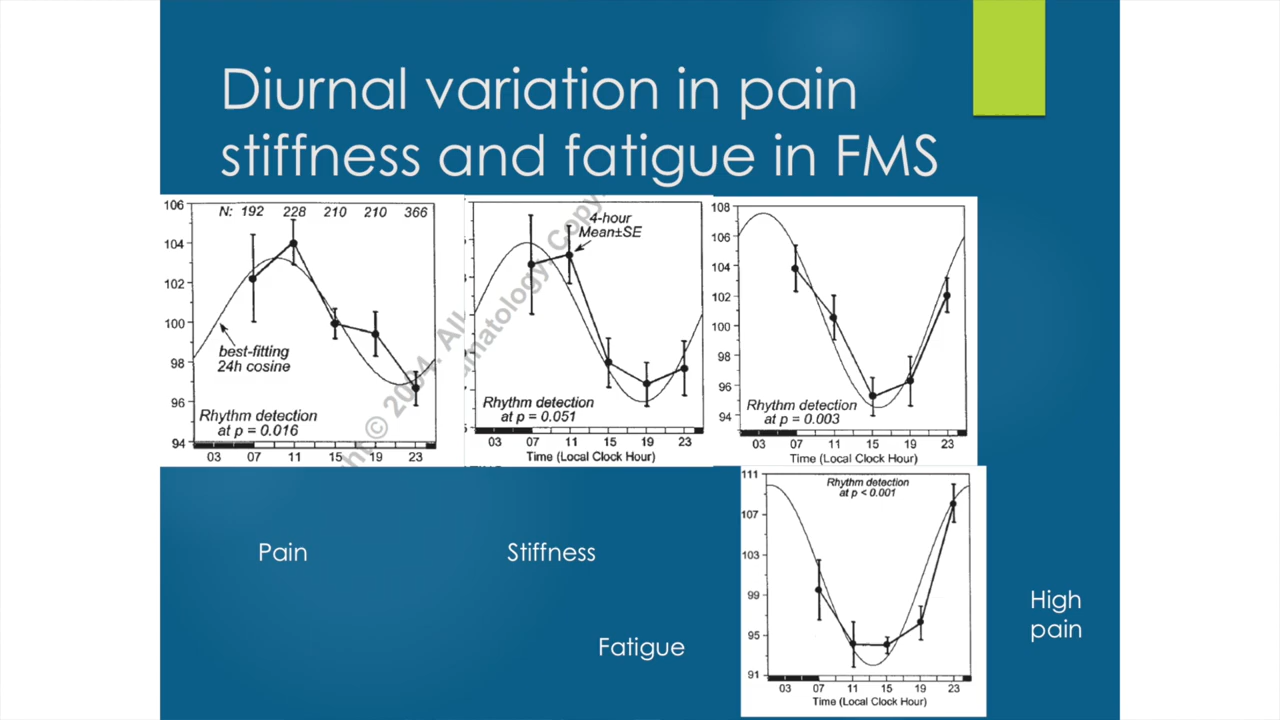 Diurnal variation in pain
stiffness and fatigue in FMS
106
104
102
100
98
96
94
N: 192 228 210 210 366
best-fitting
24h cosine
Rhythm detection
at p = 0.016
03 07 11 15 19 23
4-hour
Mean±SE
Rhythm detection
at p = 0.051
03 07 11 15 19 23
Time (Local Clock Hour)
108
106
104
102
100
98
96
94
Rhythm detection
at p = 0.003
03 07 11 15 19 23
Time (Local Clock Hour)
© 2004. All
Copy
111
107
103
99
95
91
Rhythm detection
at p < 0.001
03 07 11 15 19 23
Time (Local Clock Hour)
Pain
Stiffness
Fatigue
High
pain